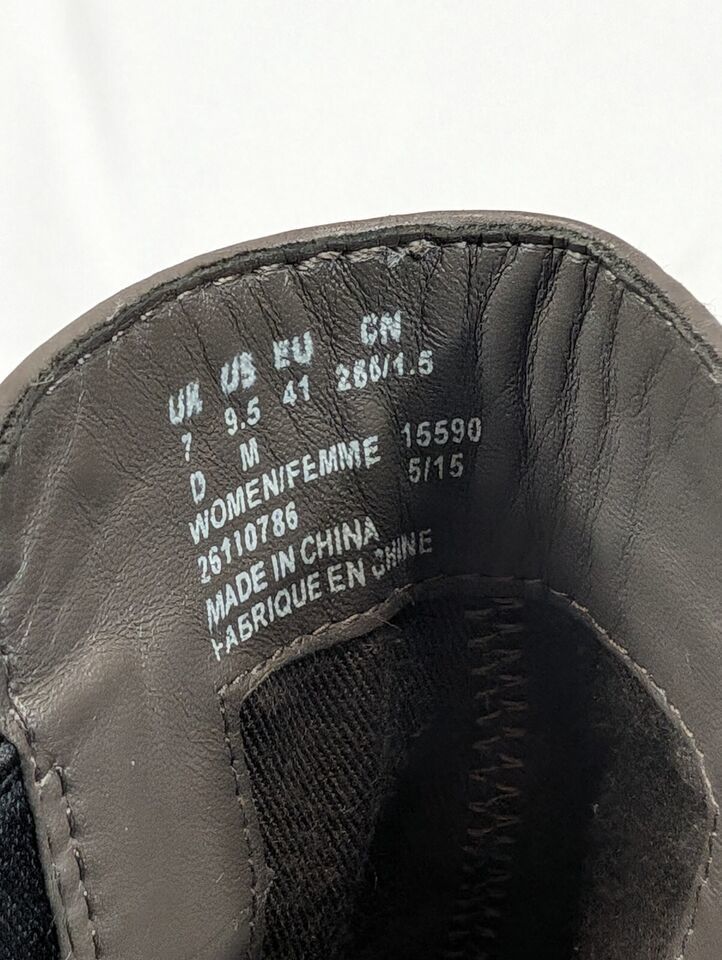 UK US EU CN
7 9.5 41 266/1.5
D M
WOMEN/FEMME 15590
26110786 5/15
MADE IN CHINA
FABRIQUE EN CHINE